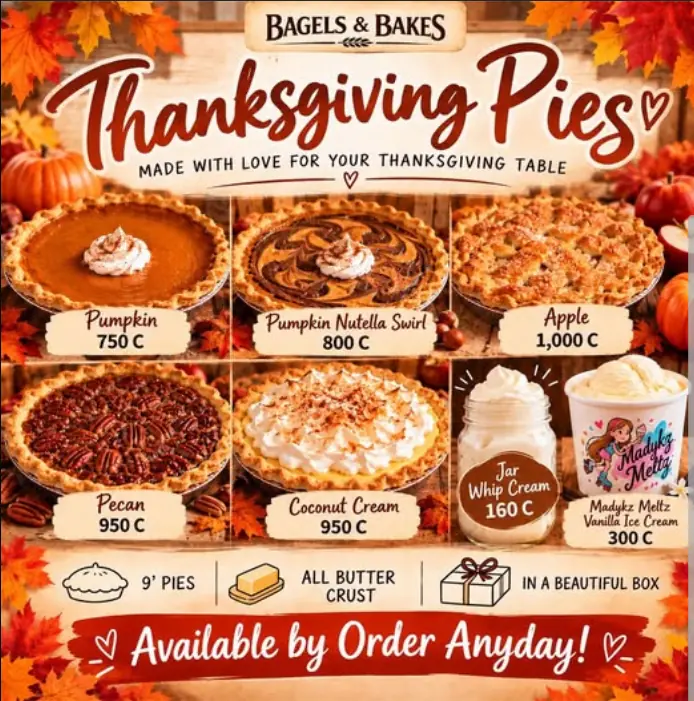 BAGELS & BAKES
Thanksgiving Pies
MADE WITH LOVE FOR YOUR THANKSGIVING TABLE
Pumpkin
750 C
Pumpkin Nutella Swirl
800 C
Apple
1,000 C
Pecan
950 C
Coconut Cream
950 C
Jar
Whip Cream
160 C
Madykz
Meltz
Madykz Meltz
Vanilla Ice Cream
300 C
9' PIES
ALL BUTTER
CRUST
IN A BEAUTIFUL BOX
Available by Order Anyday!